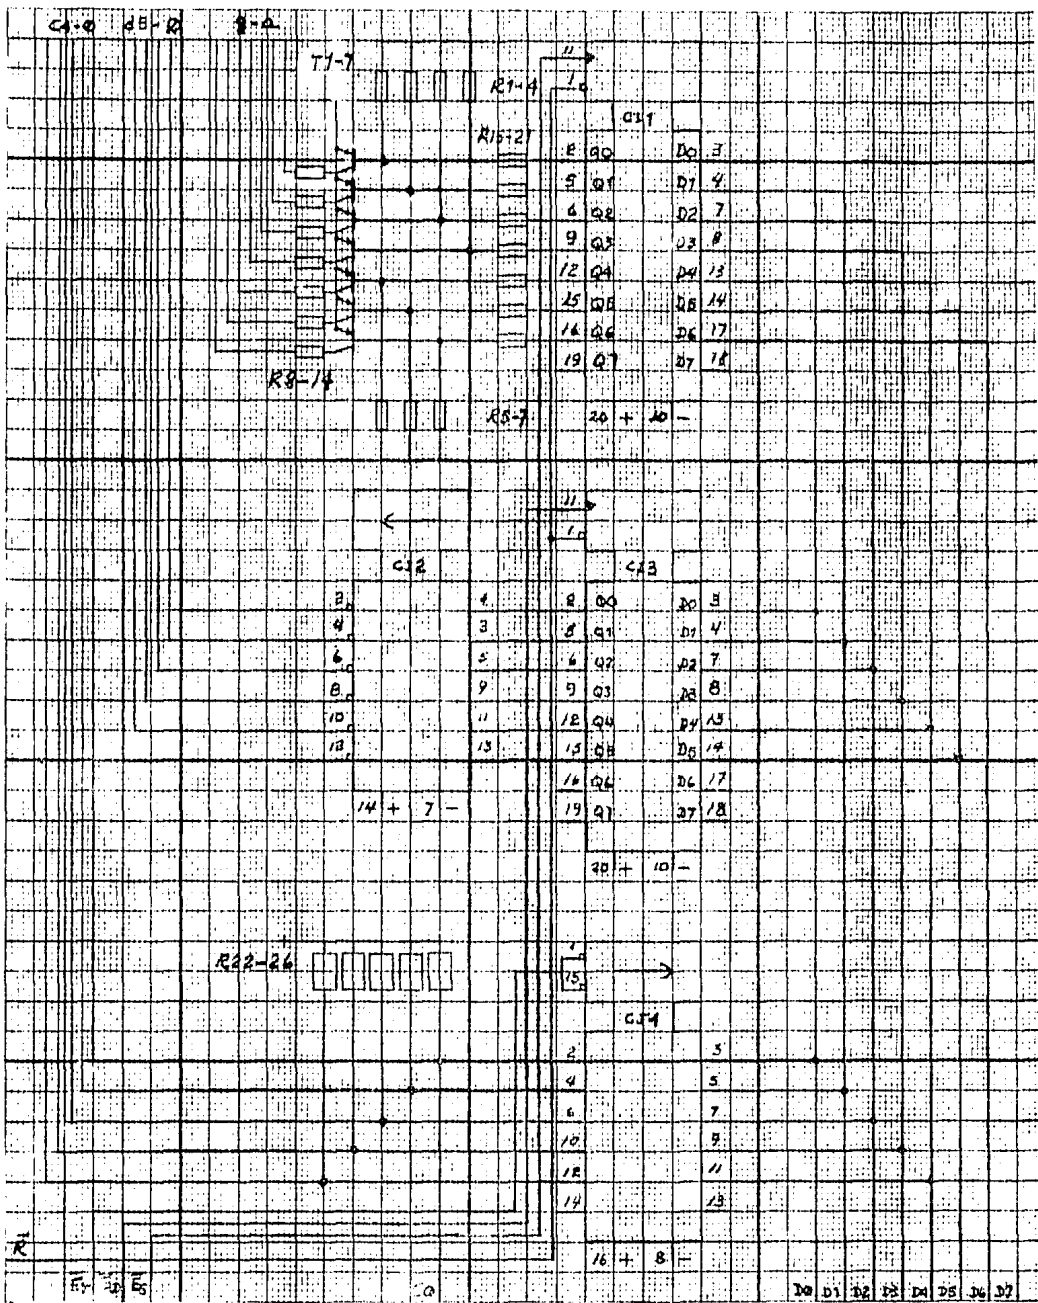 T1-7
11
R1-4
1
CI1
R15-21
2 Q0 D0 3
5 Q1 D1 4
6 Q2 D2 7
9 Q3 D3 8
12 Q4 D4 13
15 Q5 D5 14
16 Q6 D6 17
19 Q7 D7 18
R8-14
R5-7
20 + 10 -
11
1
CI2 CI3
4 2 Q0 D0 3
4 3 5 Q1 D1 4
6 5 6 Q2 D2 7
8 9 9 Q3 D3 8
10 11 12 Q4 D4 13
13 15 Q5 D5 14
16 Q6 D6 17
14 + 7 - 19 Q7 D7 18
20 + 10 -
R22-26
1
15
CI4
2 3
4 5
6 7
10 9
12 11
14 13
R
16 + 8 -
D0 D1 D2 D3 D4 D5 D6 D7